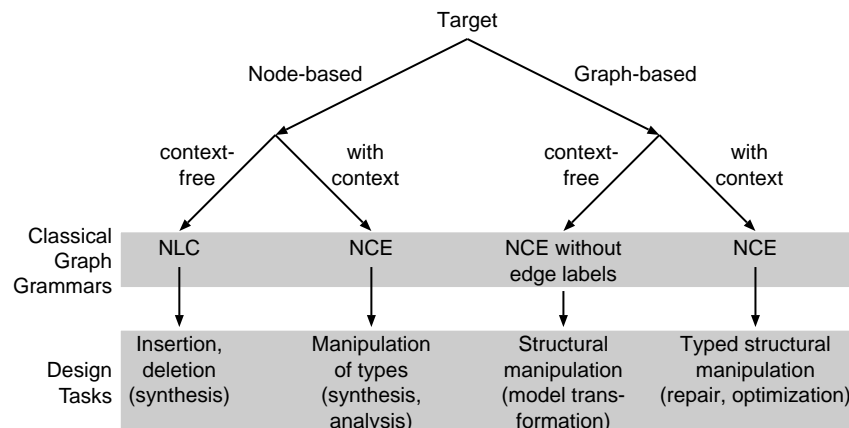 Target
Node-based
Graph-based
context-
free
with
context
context-
free
with
context
Classical
Graph
Grammars
NLC
NCE
NCE without
edge labels
NCE
Design
Tasks
Insertion,
deletion
(synthesis)
Manipulation
of types
(synthesis,
analysis)
Structural
manipulation
(model trans-
formation)
Typed structural
manipulation
(repair, optimization)